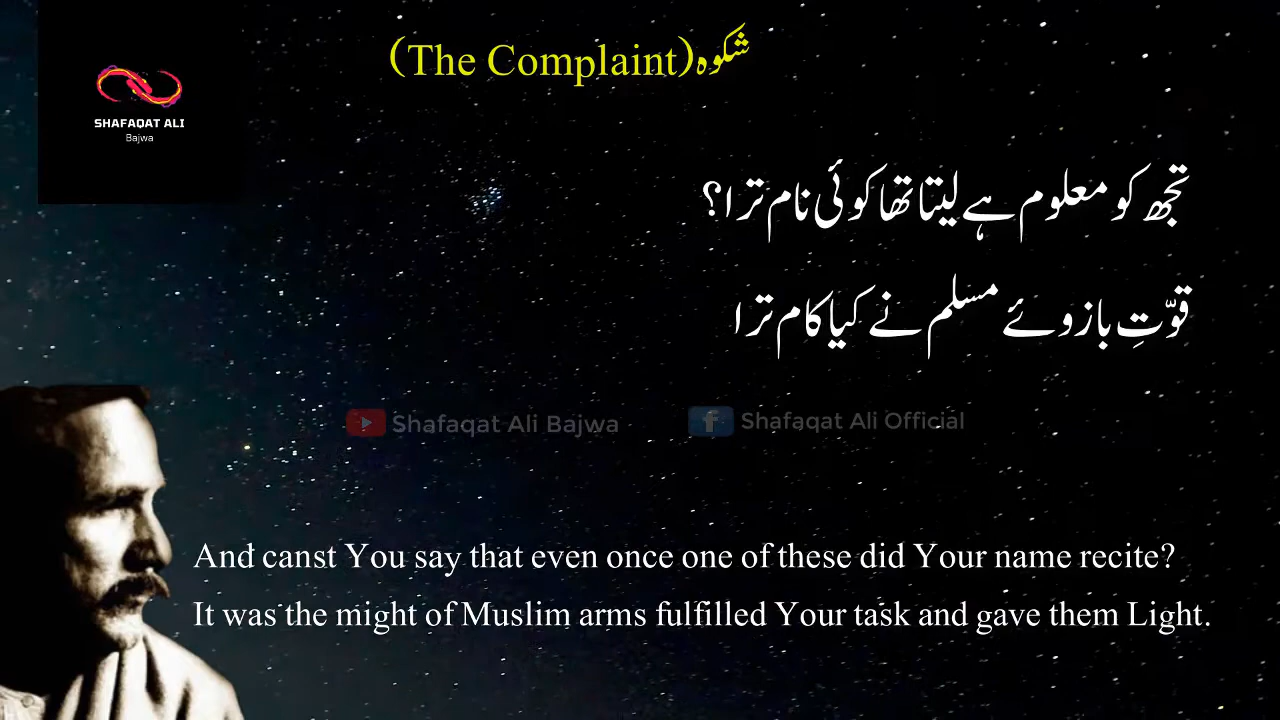 شکوہ(The Complaint)
SHAFAQAT ALI
Bajwa
تجھ کو معلوم ہے لیتا تھا کوئی نام ترا؟
قوّتِ بازوئے مسلم نے کیا کام ترا
Shafaqat Ali Bajwa
Shafaqat Ali Official
And canst You say that even once one of these did Your name recite?
It was the might of Muslim arms fulfilled Your task and gave them Light.